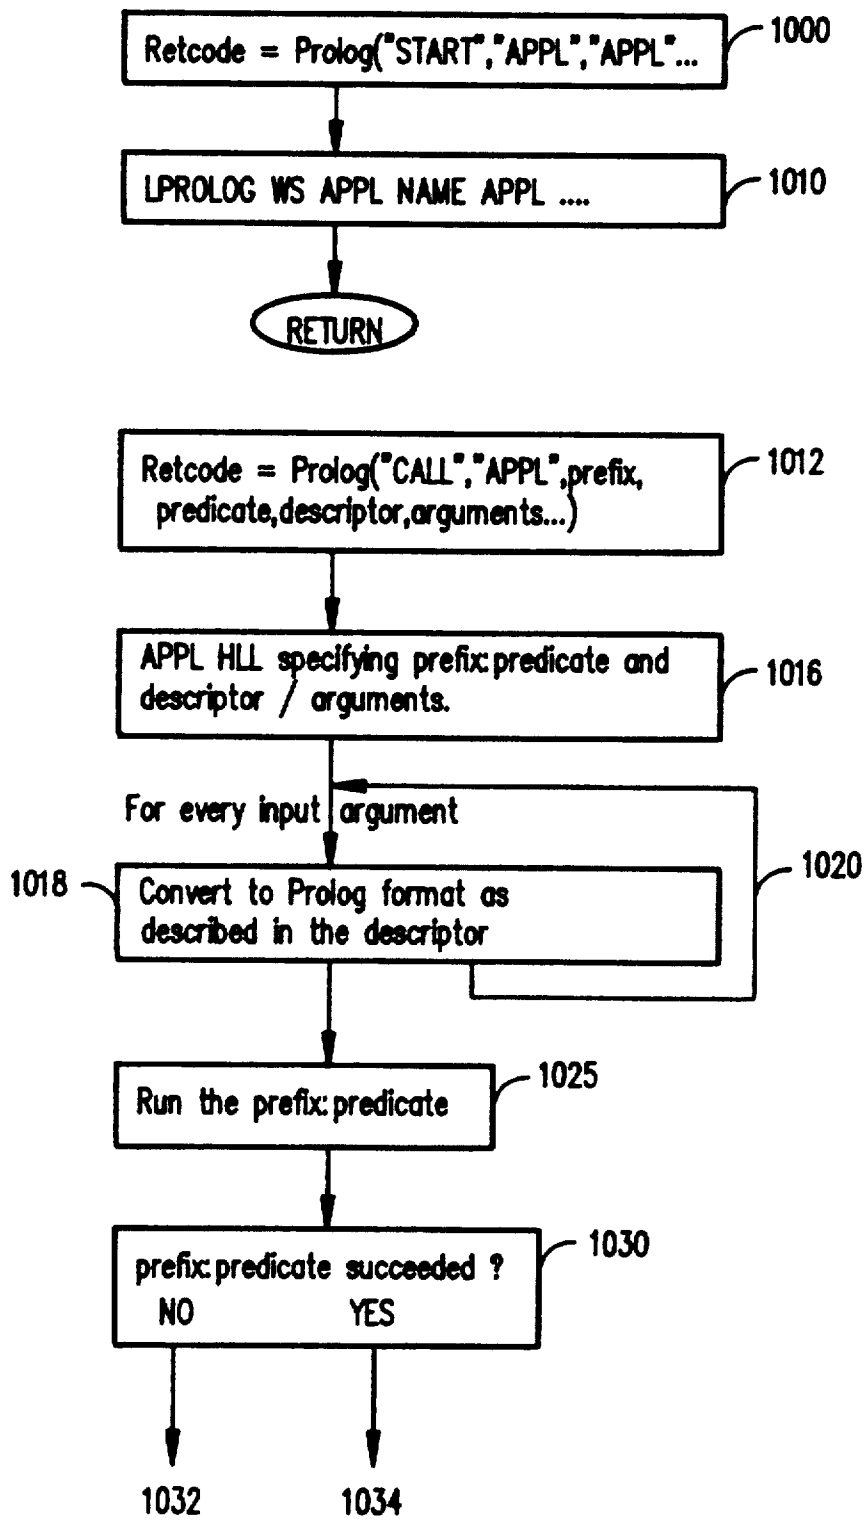 Retcode = Prolog("START","APPL","APPL"...
1000
LPROLOG WS APPL NAME APPL ....
1010
RETURN
Retcode = Prolog("CALL","APPL",prefix,
predicate,descriptor,arguments...)
1012
APPL HLL specifying prefix:predicate and
descriptor / arguments.
1016
For every input argument
1018
Convert to Prolog format as
described in the descriptor
1020
Run the prefix:predicate
1025
prefix:predicate succeeded ?
NO YES
1030
1032 1034